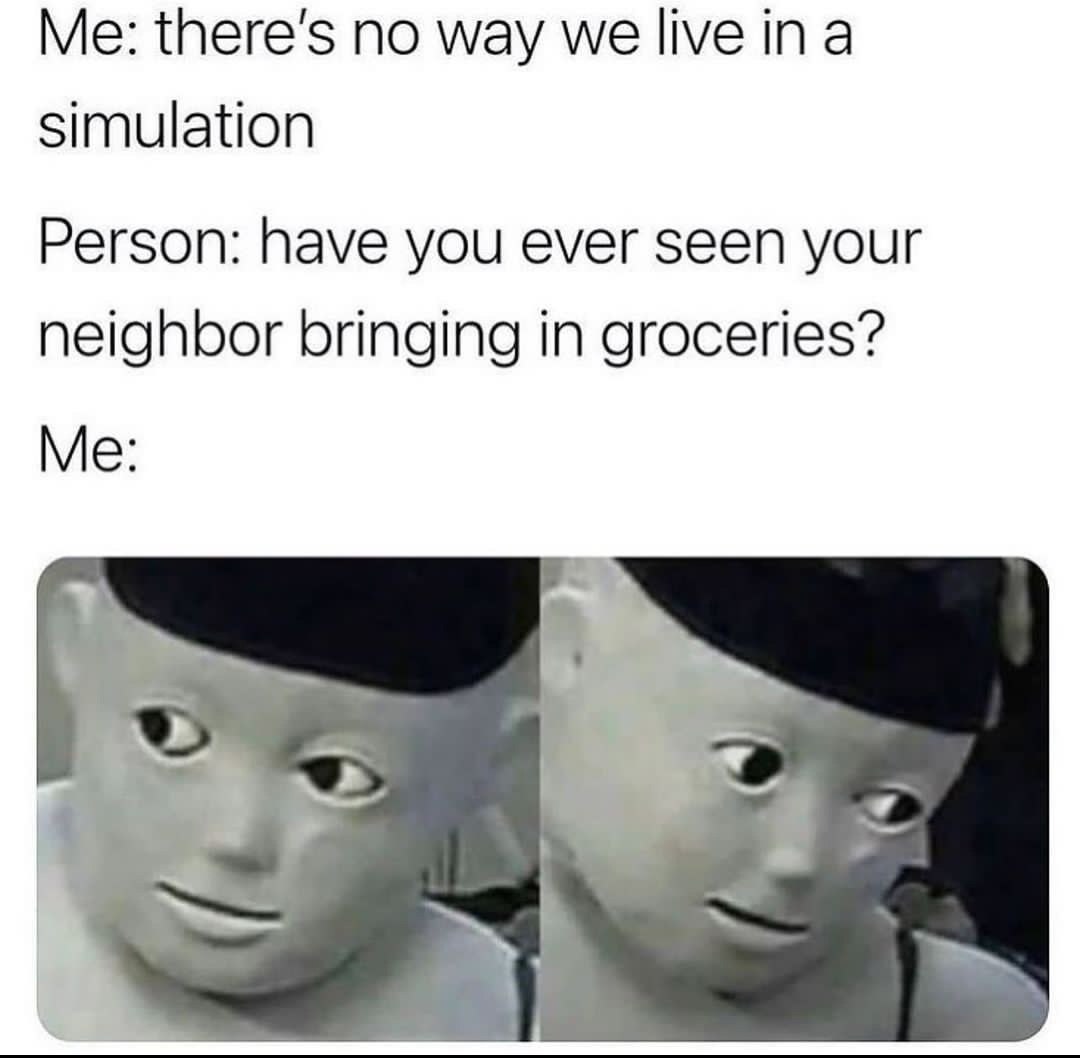 Me: there's no way we live in a
simulation
Person: have you ever seen your
neighbor bringing in groceries?
Me: